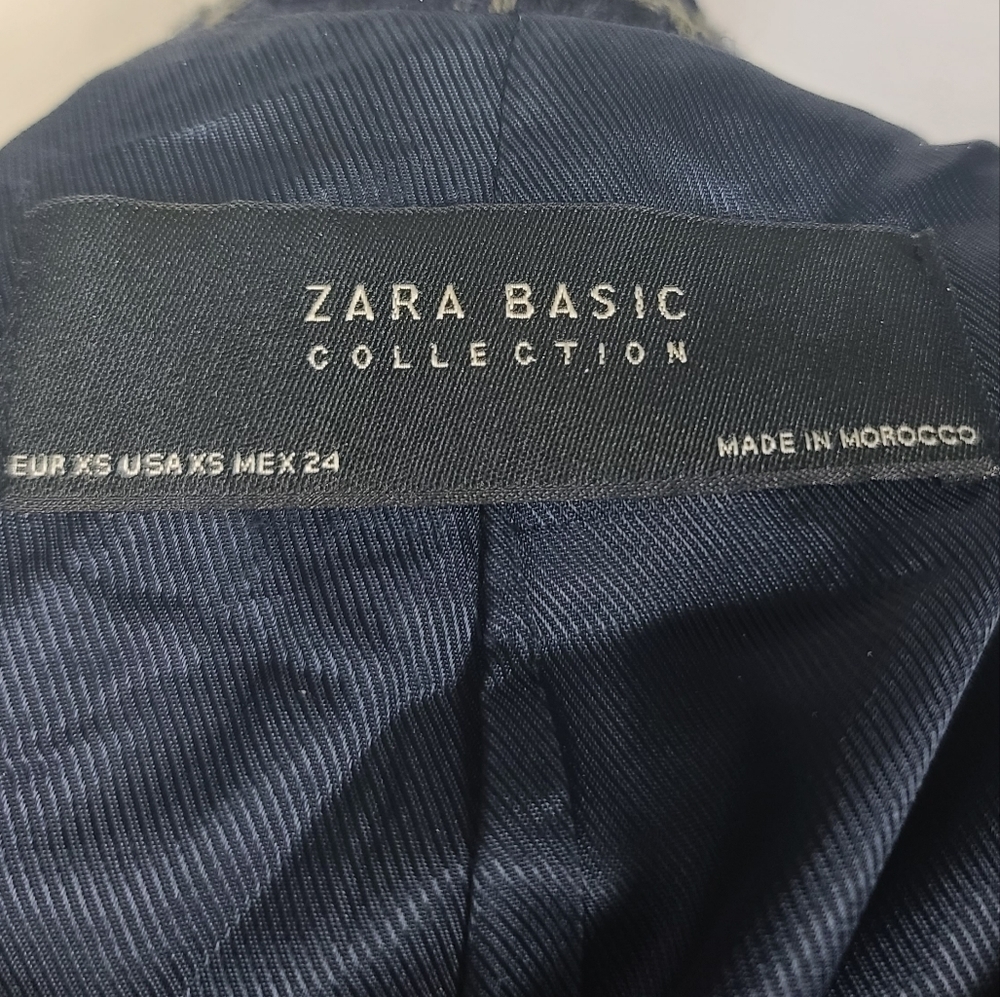 ZARA BASIC
COLLECTION
EUR XS USA XS MEX 24
MADE IN MOROCCO